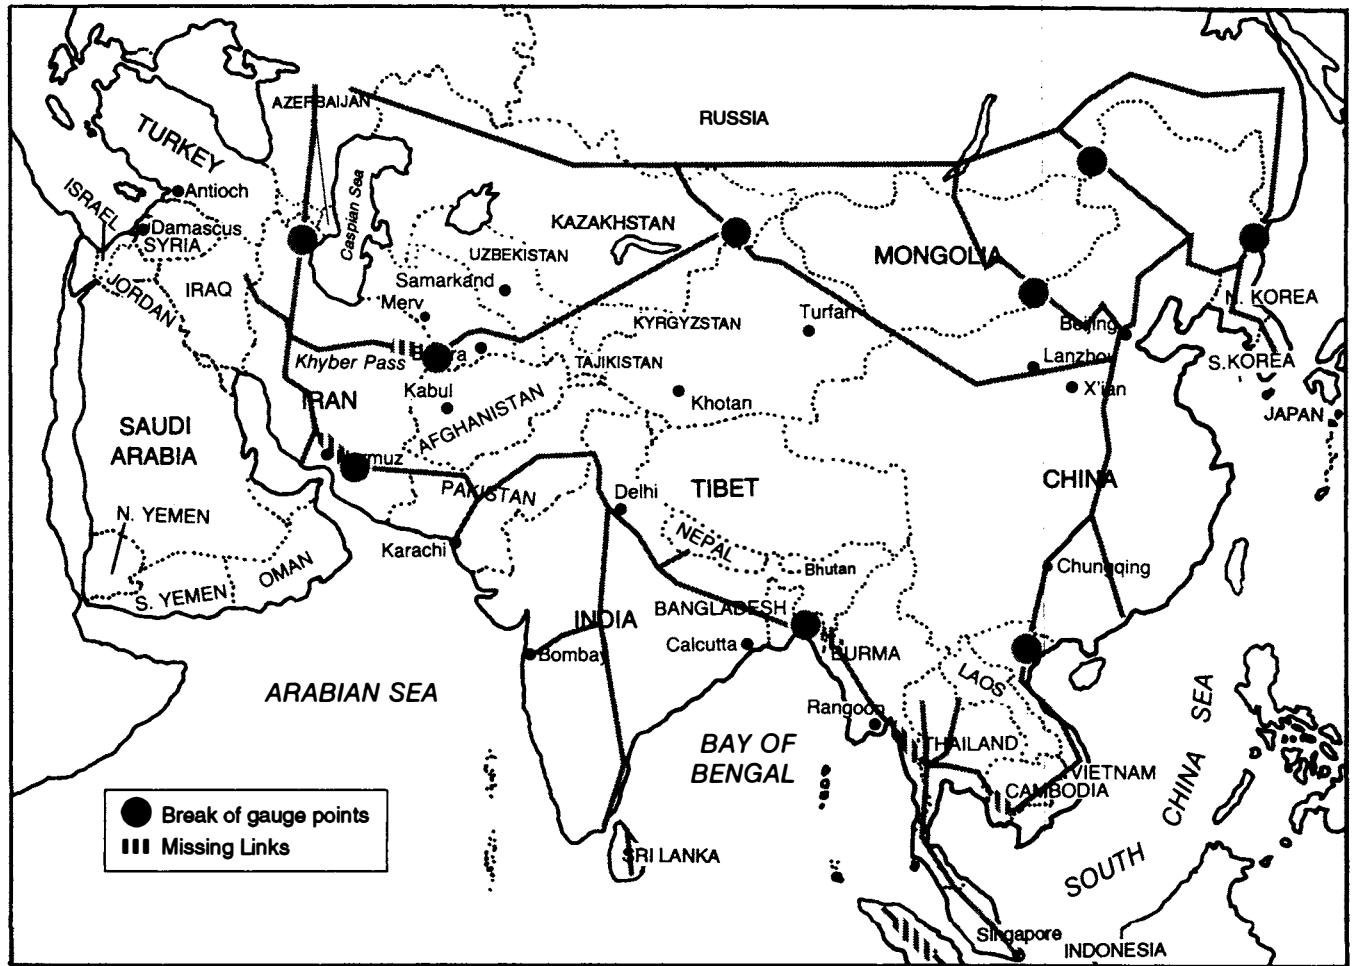 RUSSIA
AZERBAIJAN
TURKEY
Antioch
ISRAEL
Damascus
SYRIA
Caspian Sea
KAZAKHSTAN
UZBEKISTAN
MONGOLIA
JORDAN
IRAQ
Samarkand
Merv
N. KOREA
Turfan
KYRGYZSTAN
Beijing
Khyber Pass
TAJIKISTAN
Lanzhou
S.KOREA
Kabul
X'ian
IRAN
AFGHANISTAN
Khotan
JAPAN
SAUDI
ARABIA
Hormuz
PAKISTAN
Delhi
TIBET
CHINA
N. YEMEN
NEPAL
Karachi
OMAN
S. YEMEN
Bhutan
Chungqing
BANGLADESH
INDIA
Calcutta
Bombay
BURMA
LAOS
ARABIAN SEA
Rangoon
BAY OF
BENGAL
THAILAND
VIETNAM
CAMBODIA
SOUTH CHINA SEA
Break of gauge points
Missing Links
SRI LANKA
Singapore
INDONESIA